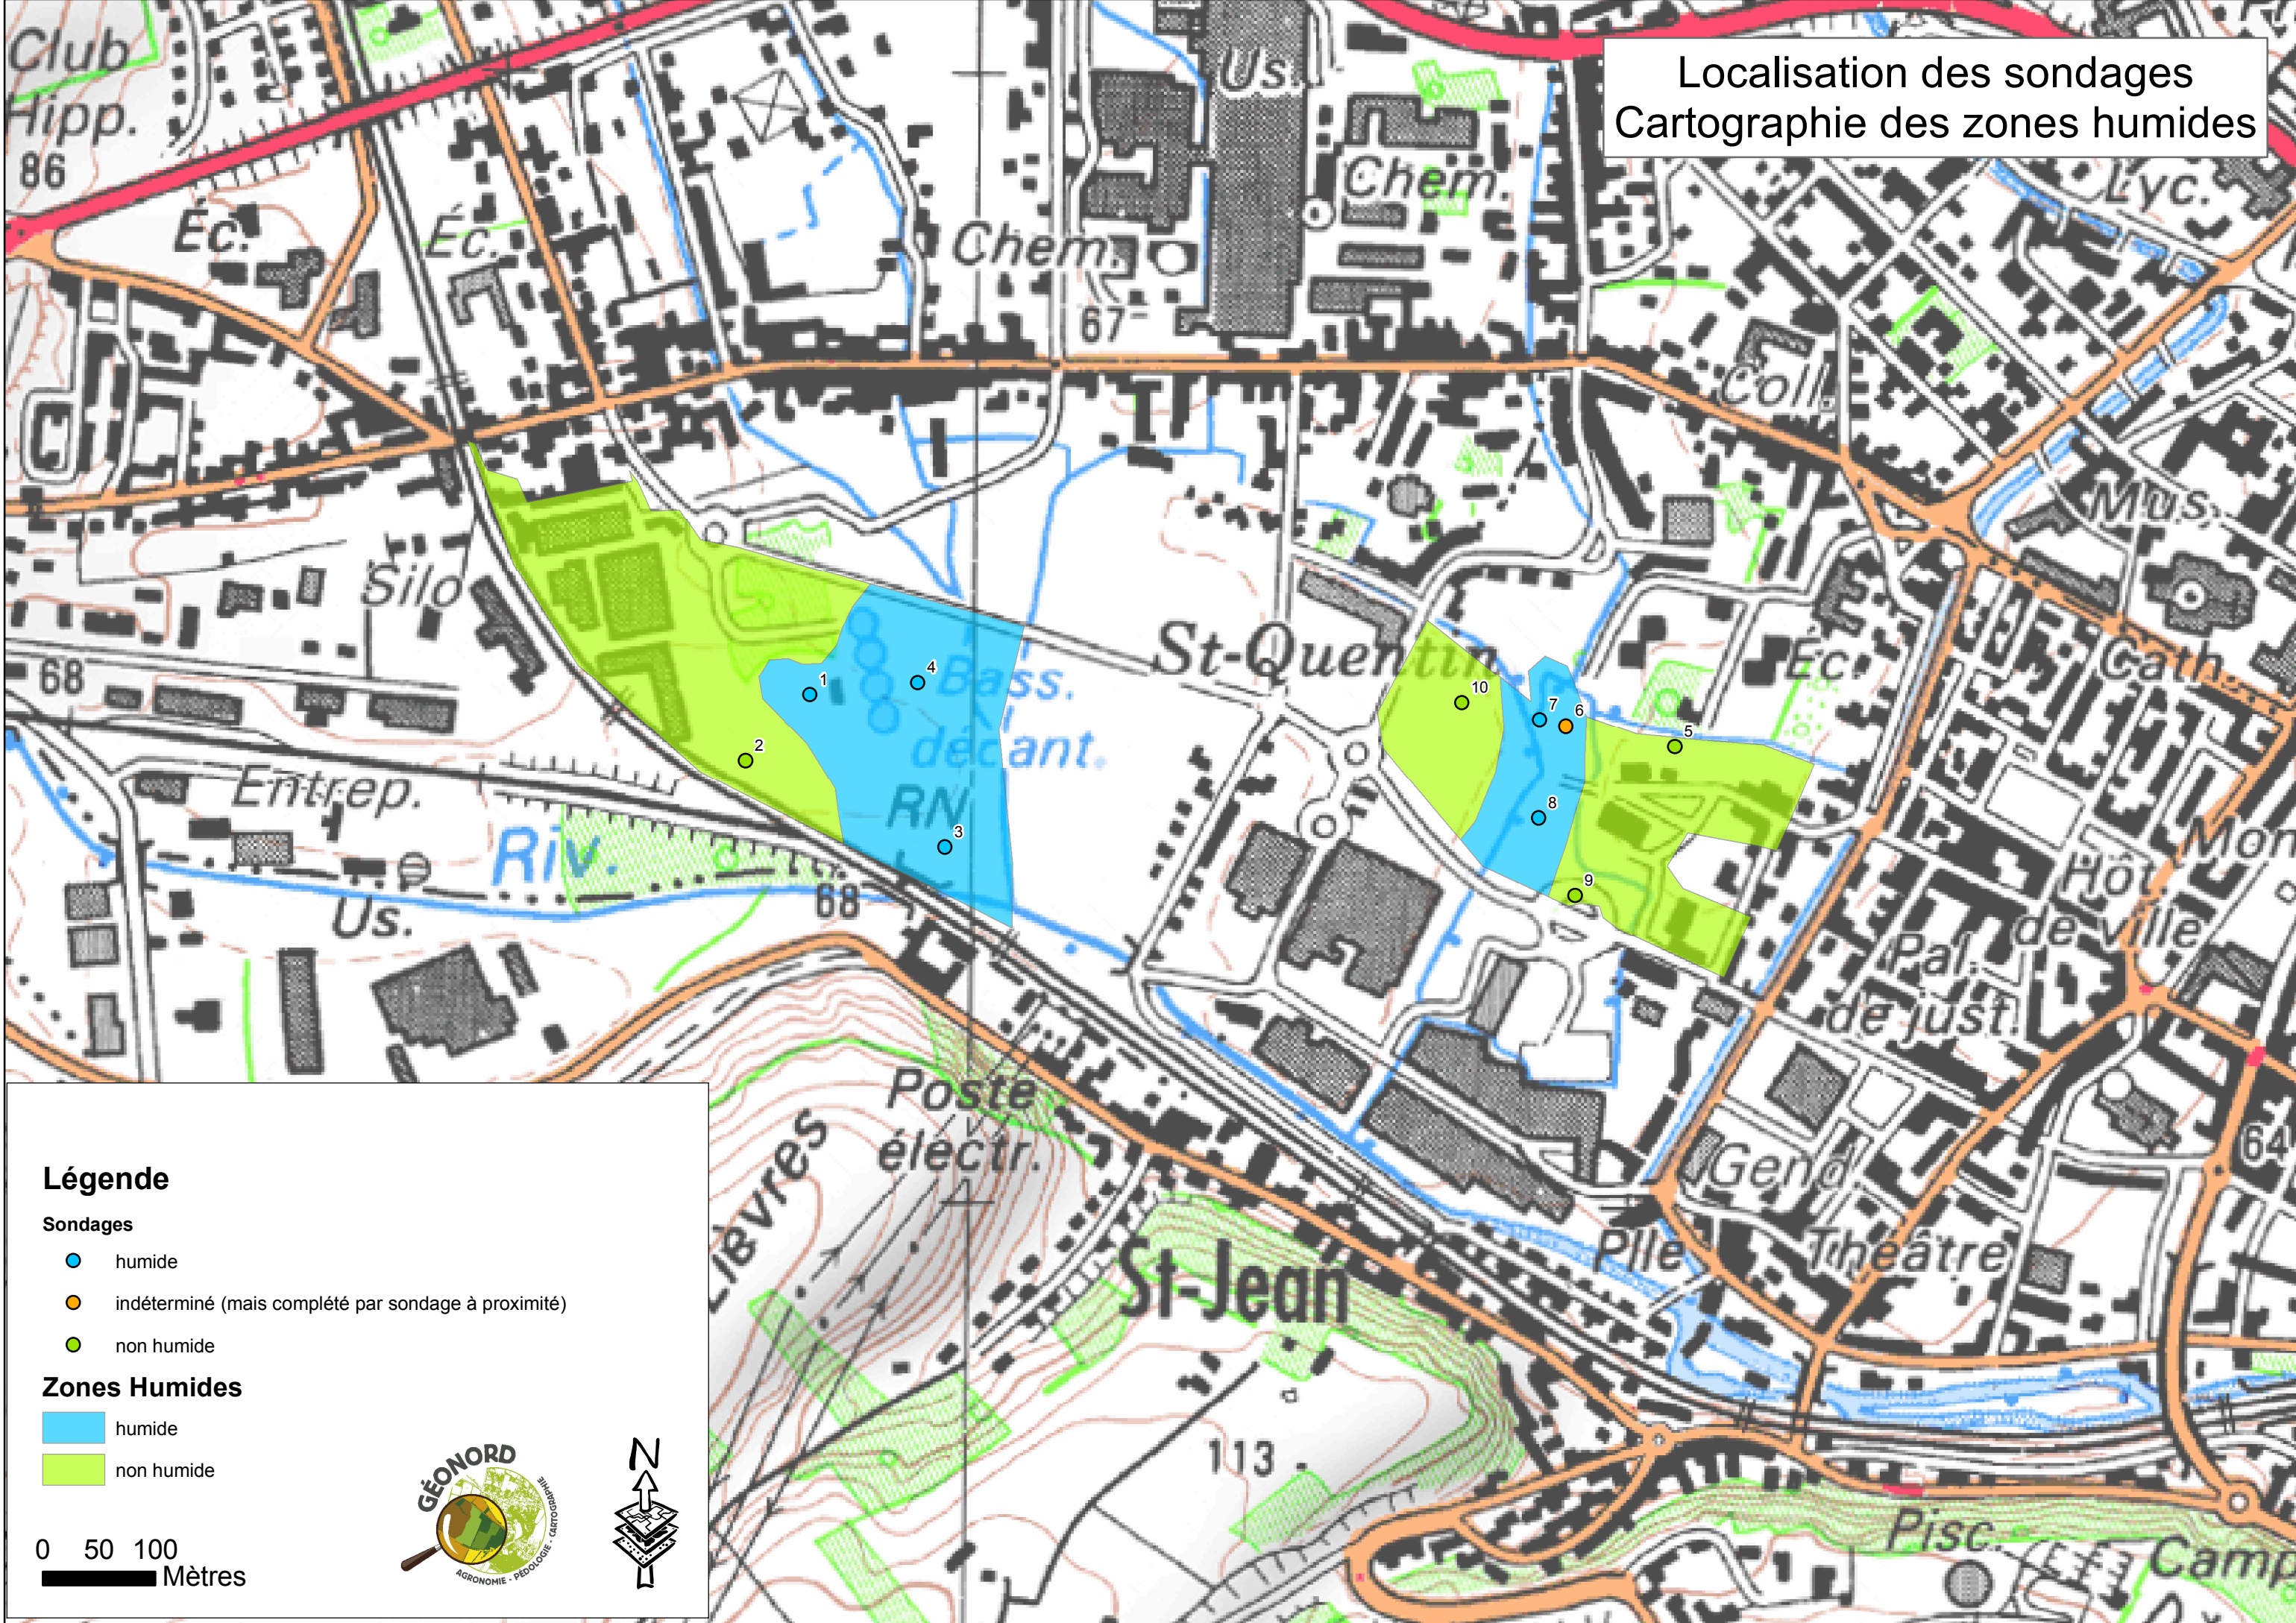 Localisation des sondages
Cartographie des zones humides
Club
Hipp.
86
Éc.
Éc.
Us.
Chem.
Chem.
67
Lyc.
Coll.
Mus.
Silo
68
St-Quentin
Éc.
Cath.
1
4
Bass.
décant.
2
RN
3
10
7
6
5
8
9
Entrep.
Riv.
68
Us.
Mon
Hôt.
de ville
Pal.
de just.
Poste
électr.
Lièvres
64
Gend
Pile
Théâtre
St-Jean
113
Pisc.
Camp
Légende
Sondages
humide
indéterminé (mais complété par sondage à proximité)
non humide
Zones Humides
humide
non humide
0 50 100
Mètres
GÉONORD
AGRONOMIE - PÉDOLOGIE - CARTOGRAPHIE
N